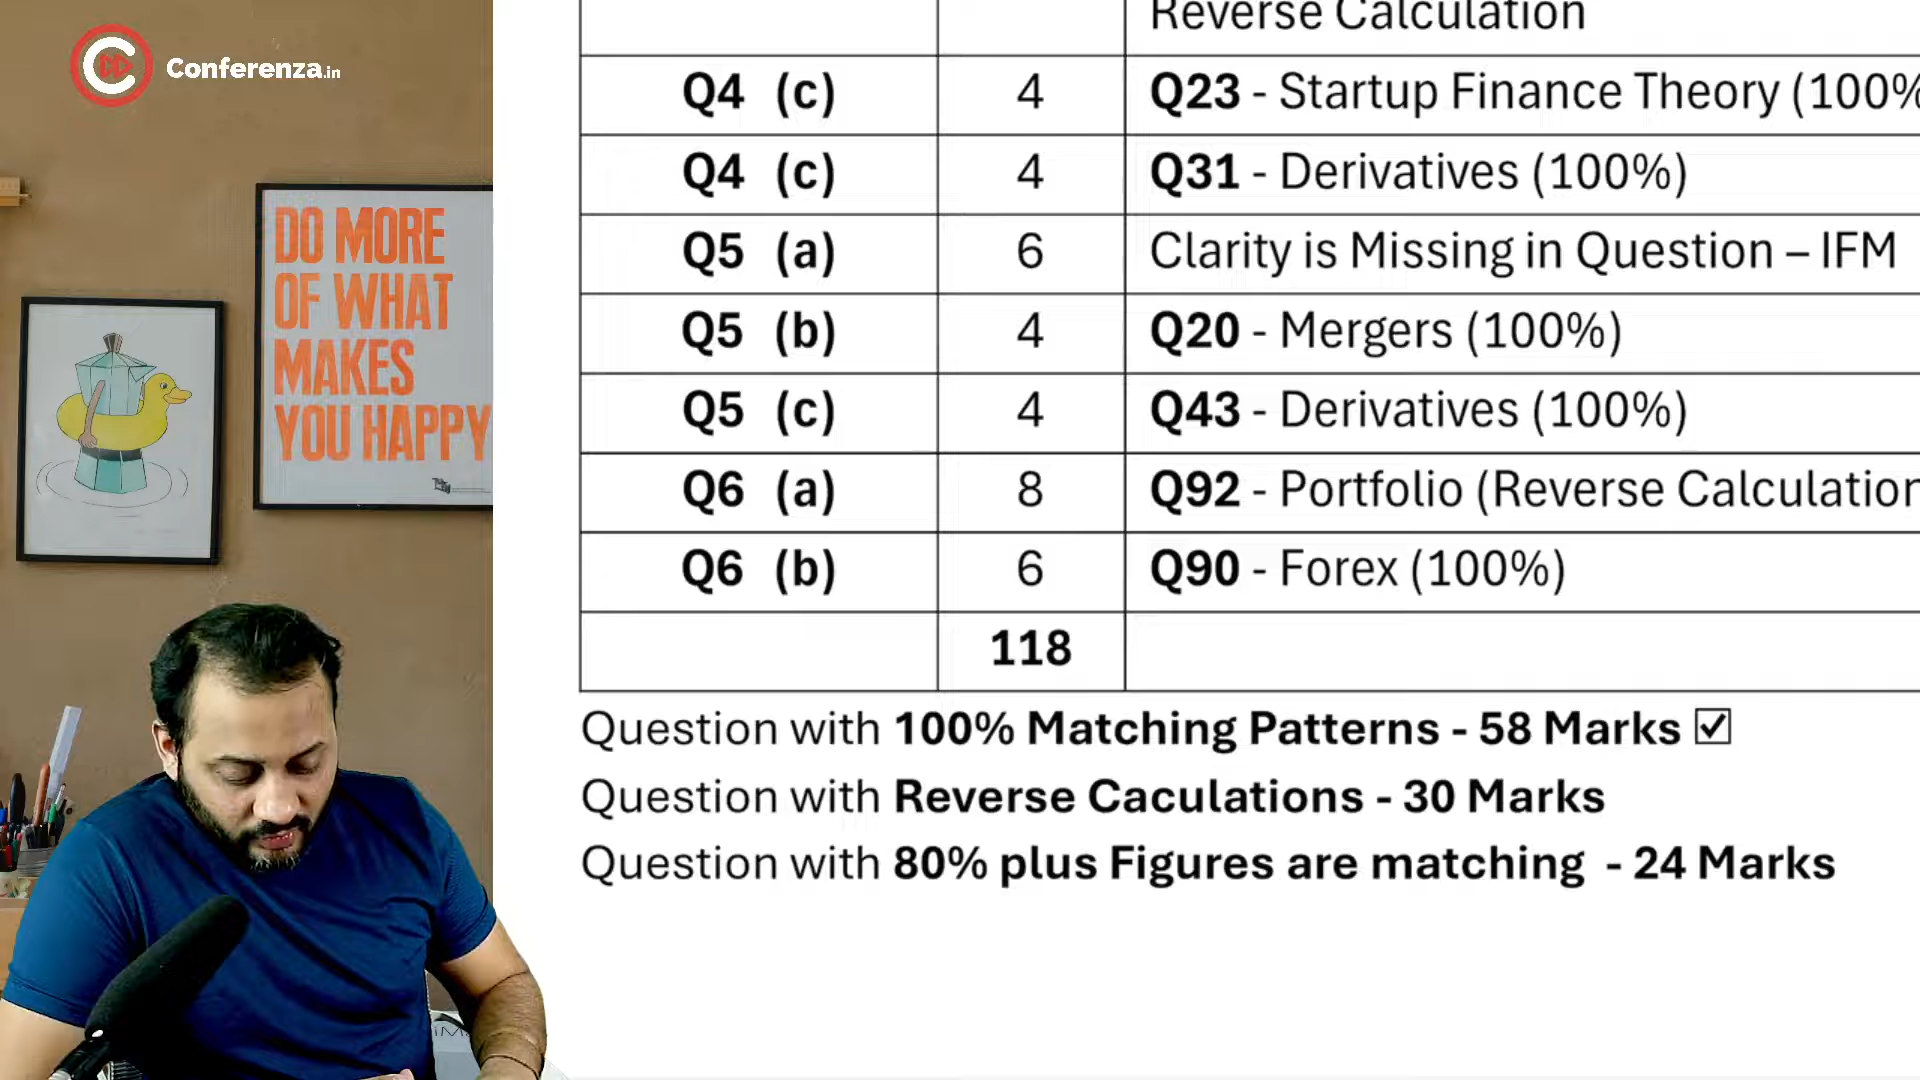 Conferenza.in
DO MORE
OF WHAT
MAKES
YOU HAPPY
Reverse Calculation
Q4 (c) 4 Q23 - Startup Finance Theory (100%
Q4 (c) 4 Q31 - Derivatives (100%)
Q5 (a) 6 Clarity is Missing in Question – IFM
Q5 (b) 4 Q20 - Mergers (100%)
Q5 (c) 4 Q43 - Derivatives (100%)
Q6 (a) 8 Q92 - Portfolio (Reverse Calculation
Q6 (b) 6 Q90 - Forex (100%)
118
Question with 100% Matching Patterns - 58 Marks ☑
Question with Reverse Caculations - 30 Marks
Question with 80% plus Figures are matching - 24 Marks